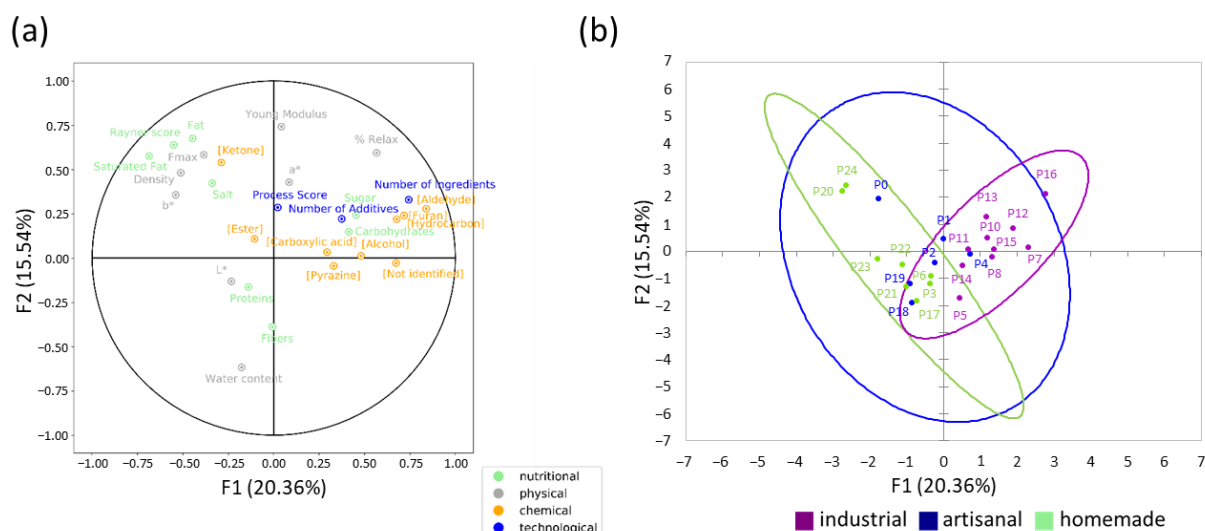 (a)
(b)
1.00
0.75
0.50
0.25
0.00
−0.25
−0.50
−0.75
−1.00
F2 (15.54%)
Young Modulus
Rayner score
Fat
% Relax
Fmax
[Ketone]
Saturated Fat
Density
a*
Salt
b*
Number of Ingredients
Process Score
Sugar
[Aldehyde]
Number of Additives
[Furan]
[Hydrocarbon]
[Ester]
Carbohydrates
[Carboxylic acid]
[Alcohol]
L*
[Pyrazine]
[Not identified]
Proteins
Fibers
Water content
−1.00 −0.75 −0.50 −0.25 0.00 0.25 0.50 0.75 1.00
F1 (20.36%)
nutritional
physical
chemical
technological
7
6
5
4
3
2
1
0
-1
-2
-3
-4
-5
-6
-7
F2 (15.54%)
P24
P20
P0
P16
P13
P1
P12
P10
P11
P15
P22
P2
P4
P23
P8
P7
P19
P6
P14
P21
P3
P18
P17
P5
-7 -6 -5 -4 -3 -2 -1 0 1 2 3 4 5 6 7
F1 (20.36%)
industrial artisanal homemade